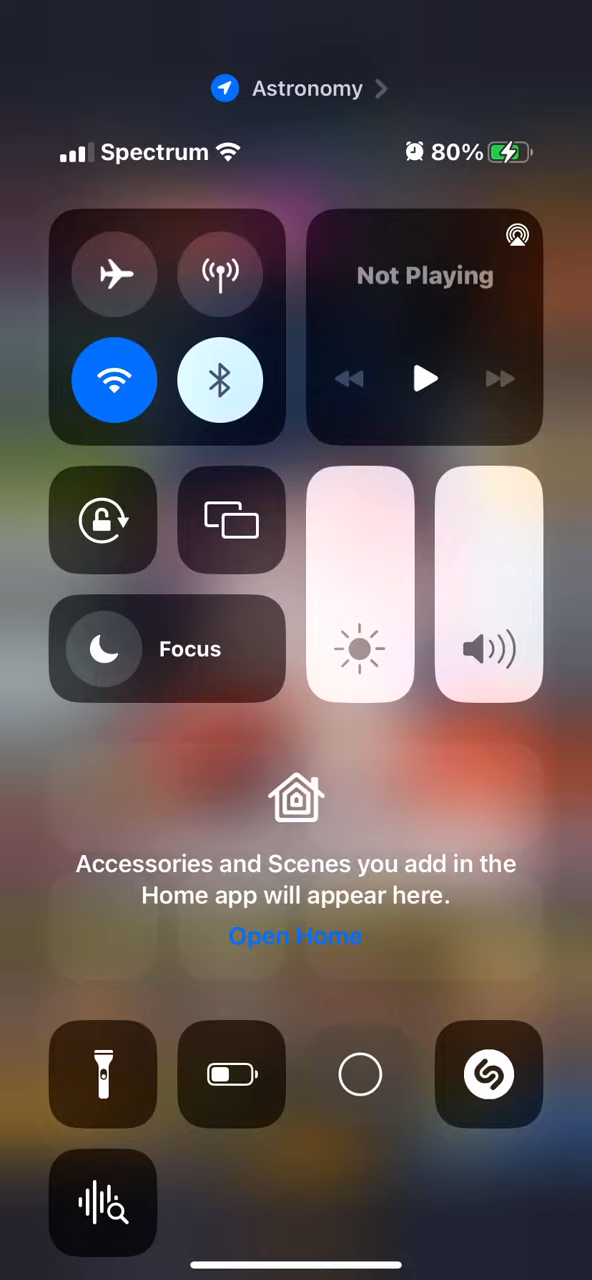 Astronomy
Spectrum 80%
Not Playing
Focus
Accessories and Scenes you add in the
Home app will appear here.
Open Home